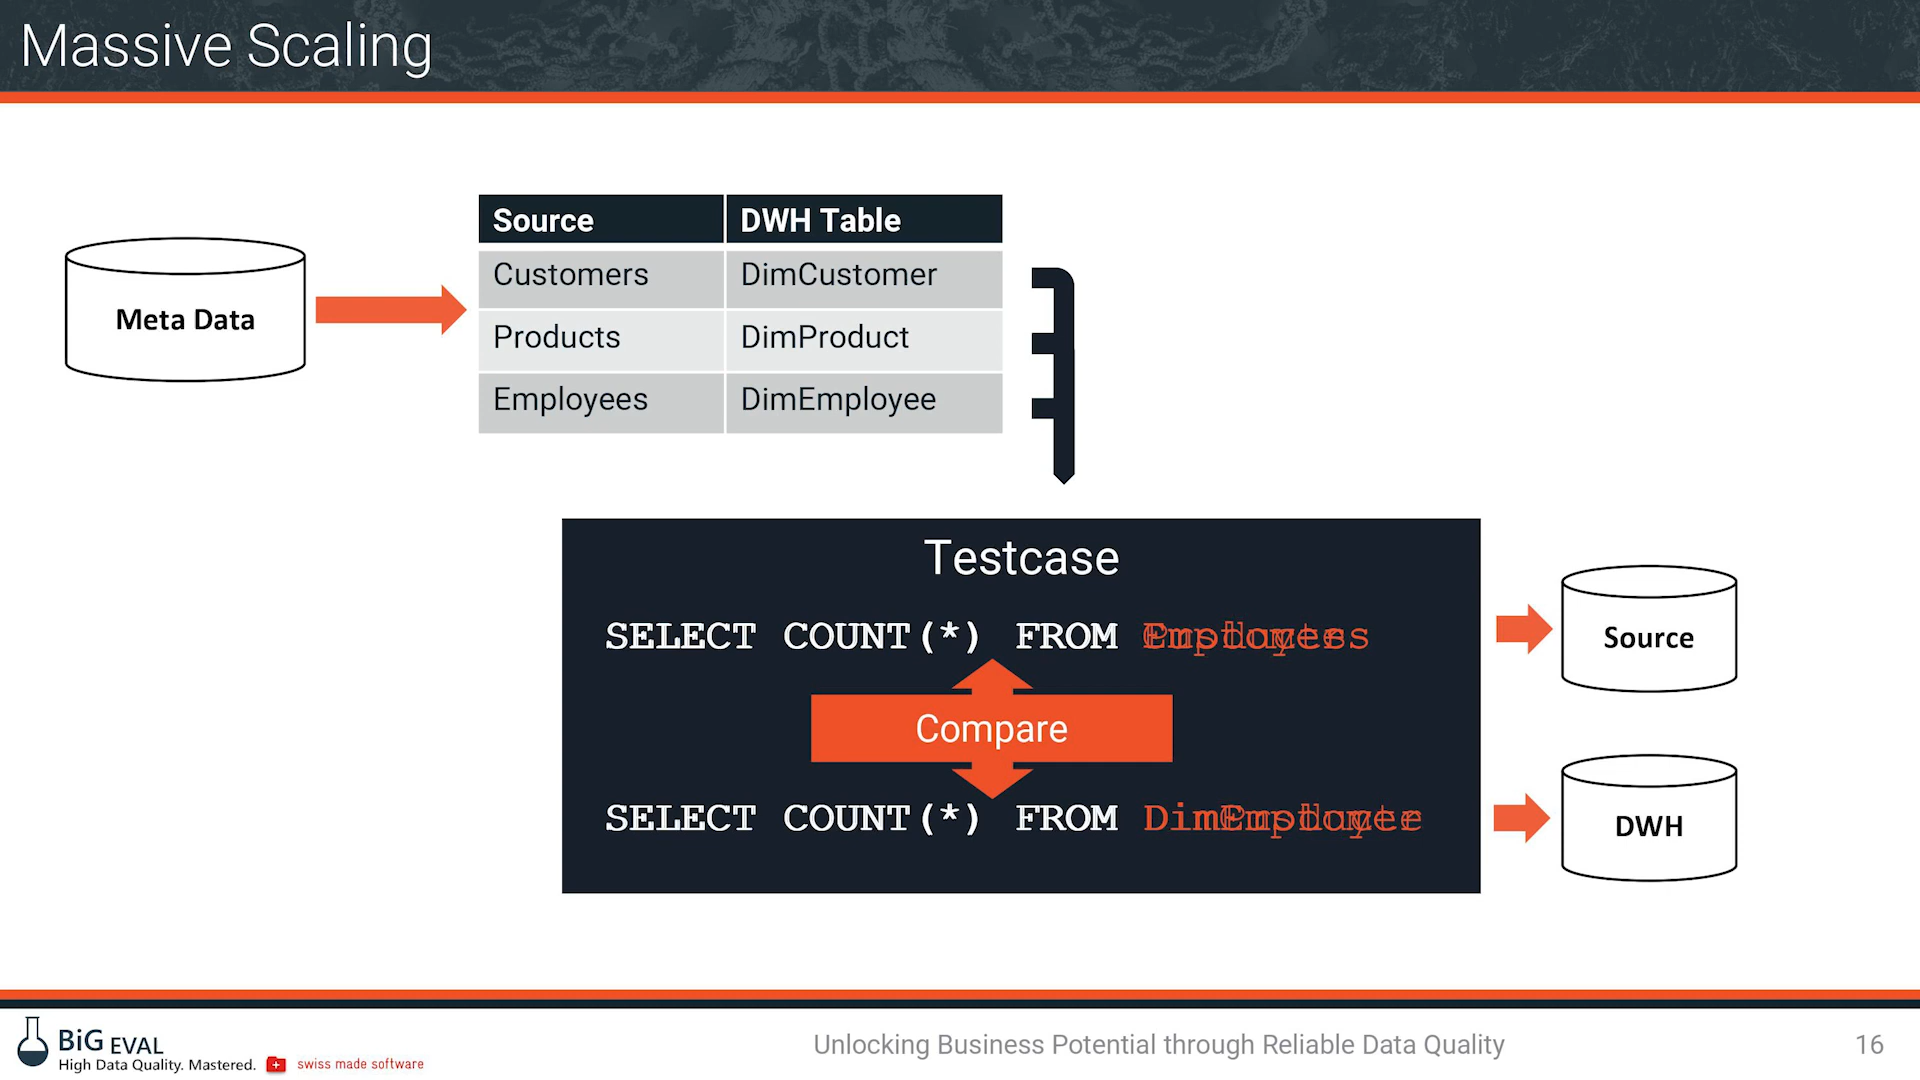 Massive Scaling
Source DWH Table
Customers DimCustomer
Meta Data
Products DimProduct
Employees DimEmployee
Testcase
SELECT COUNT(*) FROM
Source
Compare
SELECT COUNT(*) FROM
DWH
BiG EVAL
High Data Quality. Mastered.
swiss made software
Unlocking Business Potential through Reliable Data Quality
16